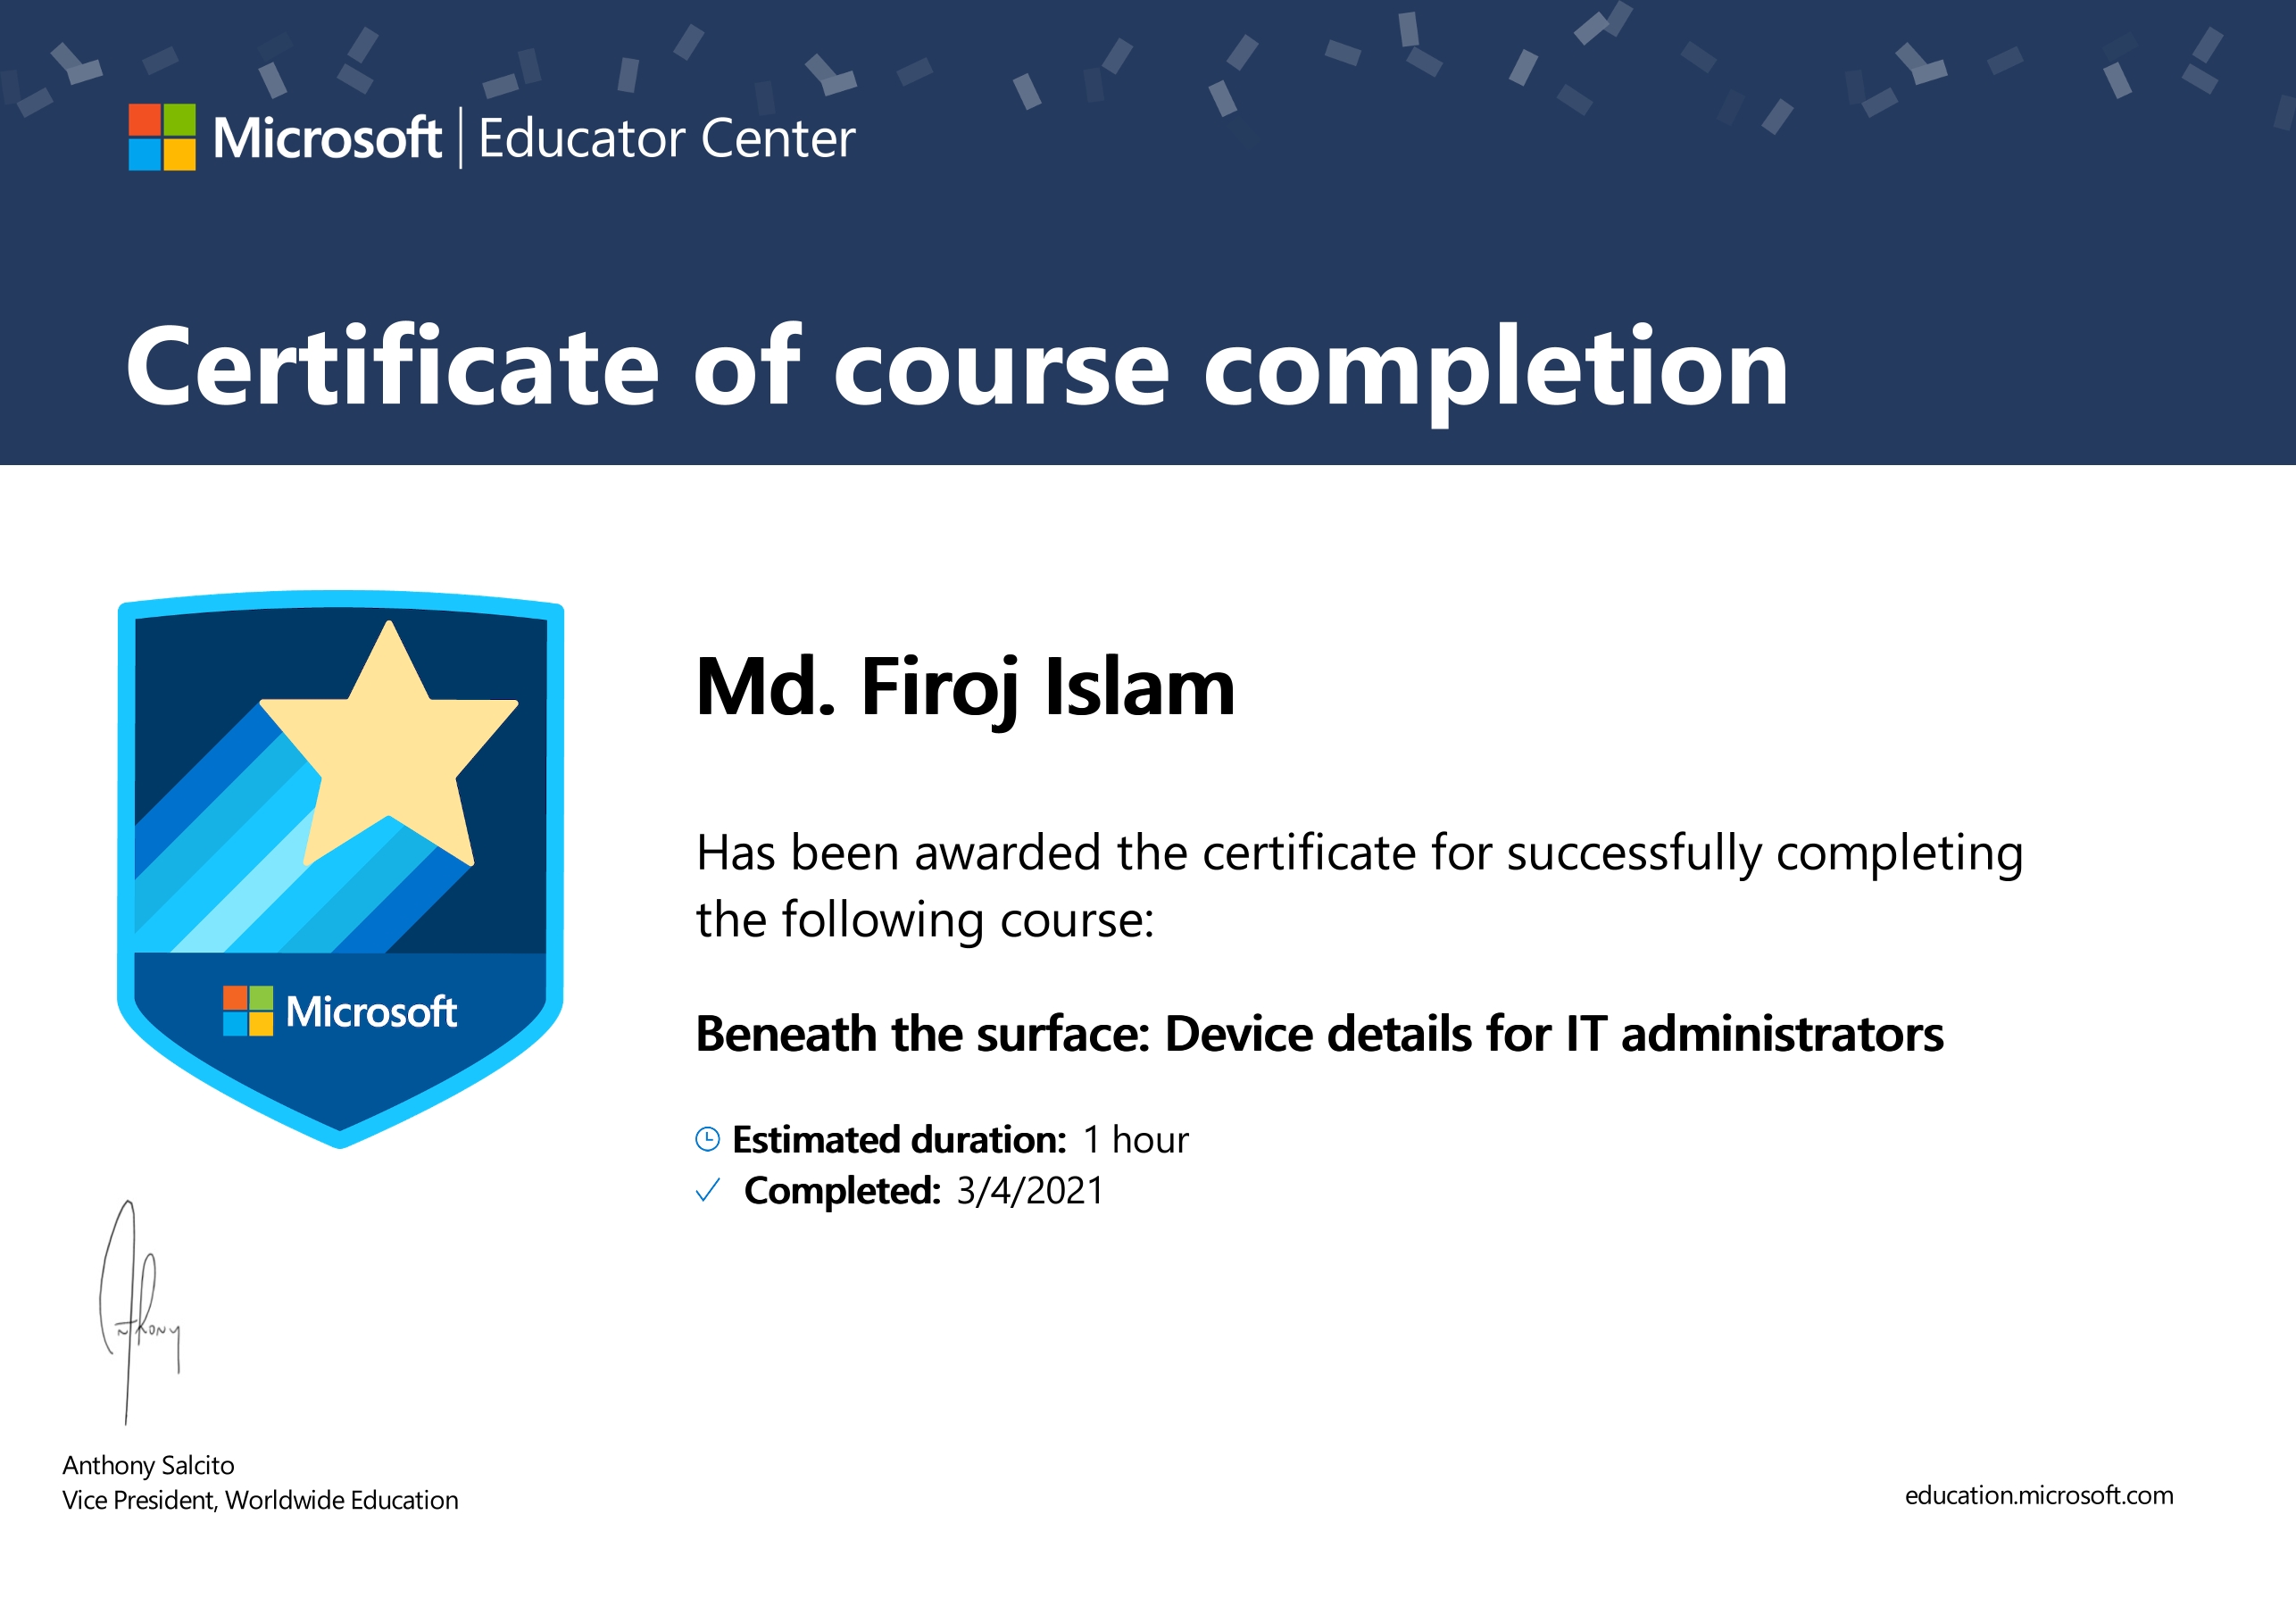 Microsoft | Educator Center
Certificate of course completion
Md. Firoj Islam
Has been awarded the certificate for successfully completing
the following course:
Beneath the surface: Device details for IT administrators
Estimated duration: 1 hour
Completed: 3/4/2021
Microsoft
Anthony
Anthony Salcito
Vice President, Worldwide Education
education.microsoft.com